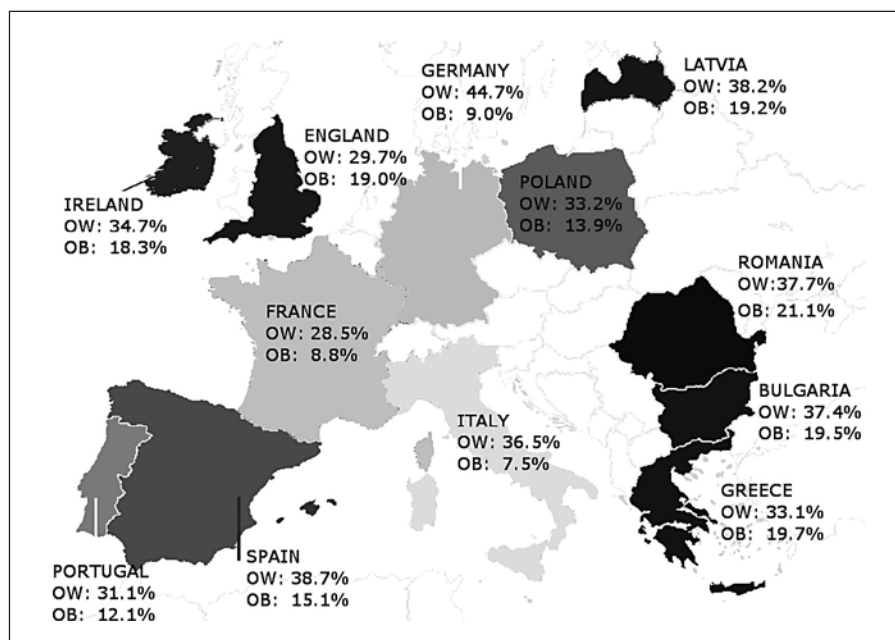 GERMANY
OW: 44.7%
OB: 9.0%
LATVIA
OW: 38.2%
OB: 19.2%
ENGLAND
OW: 29.7%
OB: 19.0%
IRELAND
OW: 34.7%
OB: 18.3%
POLAND
OW: 33.2%
OB: 13.9%
ROMANIA
OW:37.7%
OB: 21.1%
FRANCE
OW: 28.5%
OB: 8.8%
BULGARIA
OW: 37.4%
OB: 19.5%
ITALY
OW: 36.5%
OB: 7.5%
GREECE
OW: 33.1%
OB: 19.7%
PORTUGAL
OW: 31.1%
OB: 12.1%
SPAIN
OW: 38.7%
OB: 15.1%